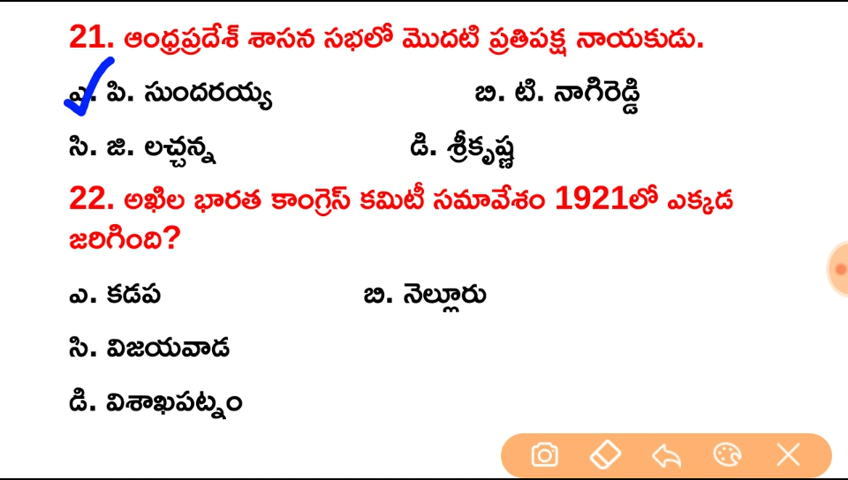 21. ఆంధ్రప్రదేశ్ శాసన సభలో మొదటి ప్రతిపక్ష నాయకుడు.
ఎ. పి. సుందరయ్య బి. టి. నాగిరెడ్డి
సి. జి. లచ్చన్న డి. శ్రీకృష్ణ
22. అఖిల భారత కాంగ్రెస్ కమిటీ సమావేశం 1921లో ఎక్కడ
జరిగింది?
ఎ. కడప బి. నెల్లూరు
సి. విజయవాడ
డి. విశాఖపట్నం